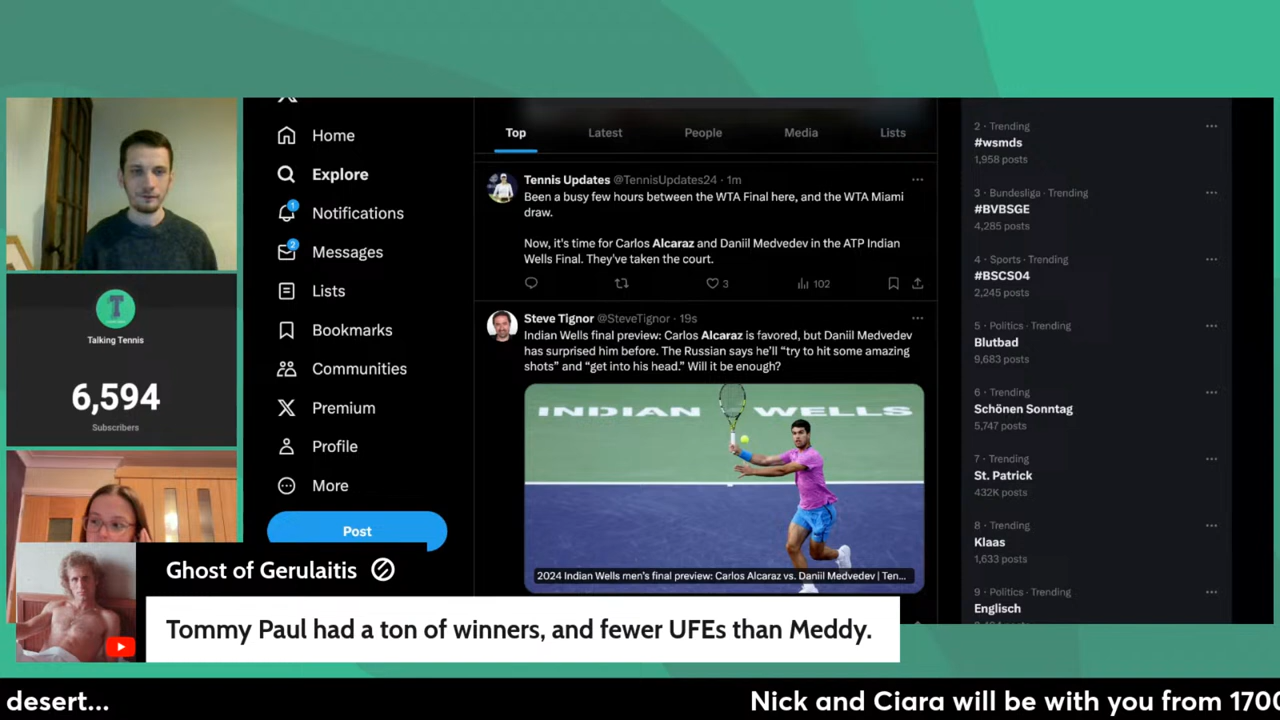 Talking Tennis
6,594
Subscribers
Home
Explore
1
Notifications
2
Messages
Lists
Bookmarks
Communities
Premium
Profile
More
Post
Top Latest People Media Lists
Tennis Updates @TennisUpdates24 · 1m
Been a busy few hours between the WTA Final here, and the WTA Miami
draw.
Now, it's time for Carlos Alcaraz and Daniil Medvedev in the ATP Indian
Wells Final. They've taken the court.
3 102
Steve Tignor @SteveTignor · 19s
Indian Wells final preview: Carlos Alcaraz is favored, but Daniil Medvedev
has surprised him before. The Russian says he'll "try to hit some amazing
shots" and "get into his head." Will it be enough?
INDIAN WELLS
2024 Indian Wells men's final preview: Carlos Alcaraz vs. Daniil Medvedev | Ten...
2 · Trending
#wsmds
1,958 posts
3 · Bundesliga · Trending
#BVBSGE
4,285 posts
4 · Sports · Trending
#BSCS04
2,245 posts
5 · Politics · Trending
Blutbad
9,683 posts
6 · Trending
Schönen Sonntag
5,747 posts
7 · Trending
St. Patrick
432K posts
8 · Trending
Klaas
1,633 posts
9 · Politics · Trending
Englisch
Ghost of Gerulaitis
Tommy Paul had a ton of winners, and fewer UFEs than Meddy.
desert... Nick and Ciara will be with you from 1700